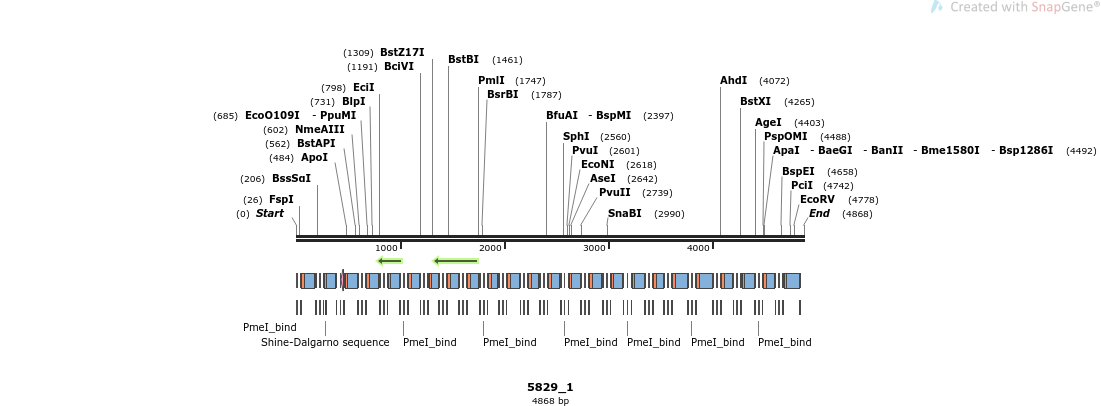 Created with SnapGene®
(1309) BstZ17I
BstBI (1461)
(1191) BciVI
(798) EciI
PmlI (1747)
AhdI (4072)
(731) BlpI
BsrBI (1787)
BstXI (4265)
(685) EcoO109I - PpuMI
BfuAI - BspMI (2397)
AgeI (4403)
(602) NmeAIII
SphI (2560)
PspOMI (4488)
(562) BstAPI
PvuI (2601)
ApaI - BaeGI - BanII - Bme1580I - Bsp1286I (4492)
(484) ApoI
EcoNI (2618)
BspEI (4658)
(206) BssSαI
AseI (2642)
PciI (4742)
(26) FspI
PvuII (2739)
EcoRV (4778)
(0) Start
SnaBI (2990)
End (4868)
1000 2000 3000 4000
PmeI_bind
Shine-Dalgarno sequence PmeI_bind PmeI_bind PmeI_bind PmeI_bind PmeI_bind PmeI_bind
5829_1
4868 bp